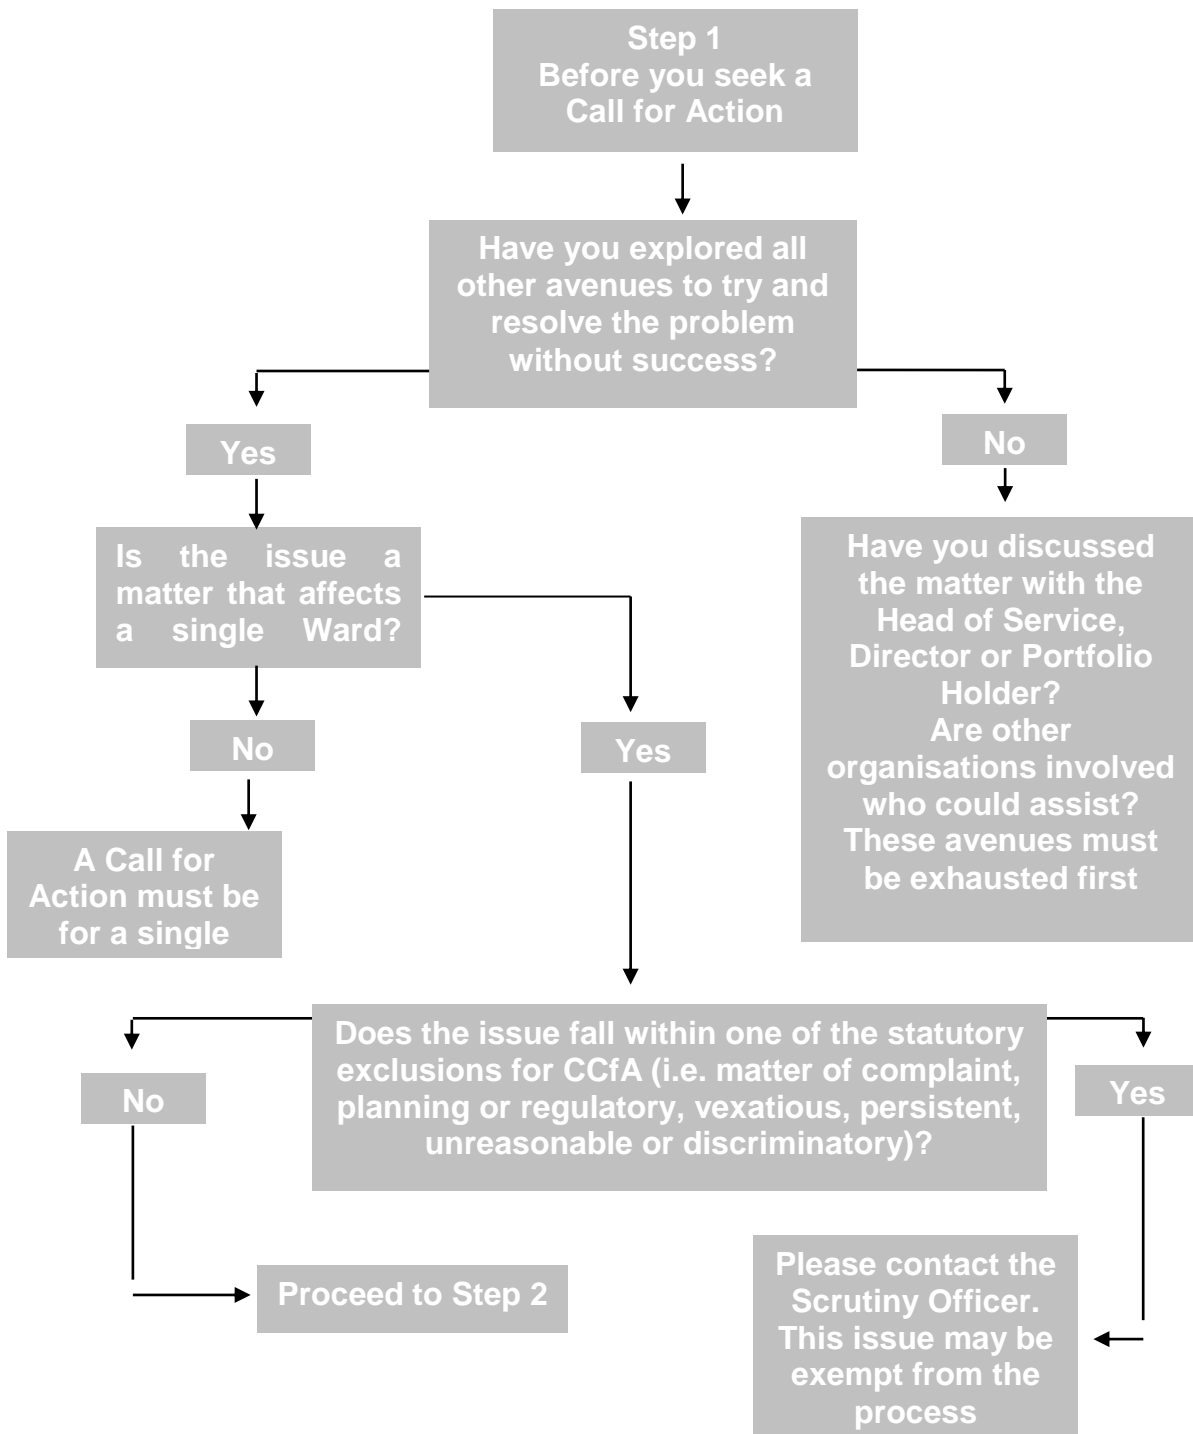 Step 1
Before you seek a
Call for Action
Have you explored all
other avenues to try and
resolve the problem
without success?
Yes
No
Is the issue a
matter that affects
a single Ward?
Have you discussed
the matter with the
Head of Service,
Director or Portfolio
Holder?
Are other
organisations involved
who could assist?
These avenues must
be exhausted first
No
Yes
A Call for
Action must be
for a single
Does the issue fall within one of the statutory
exclusions for CCfA (i.e. matter of complaint,
planning or regulatory, vexatious, persistent,
unreasonable or discriminatory)?
No
Yes
Proceed to Step 2
Please contact the
Scrutiny Officer.
This issue may be
exempt from the
process